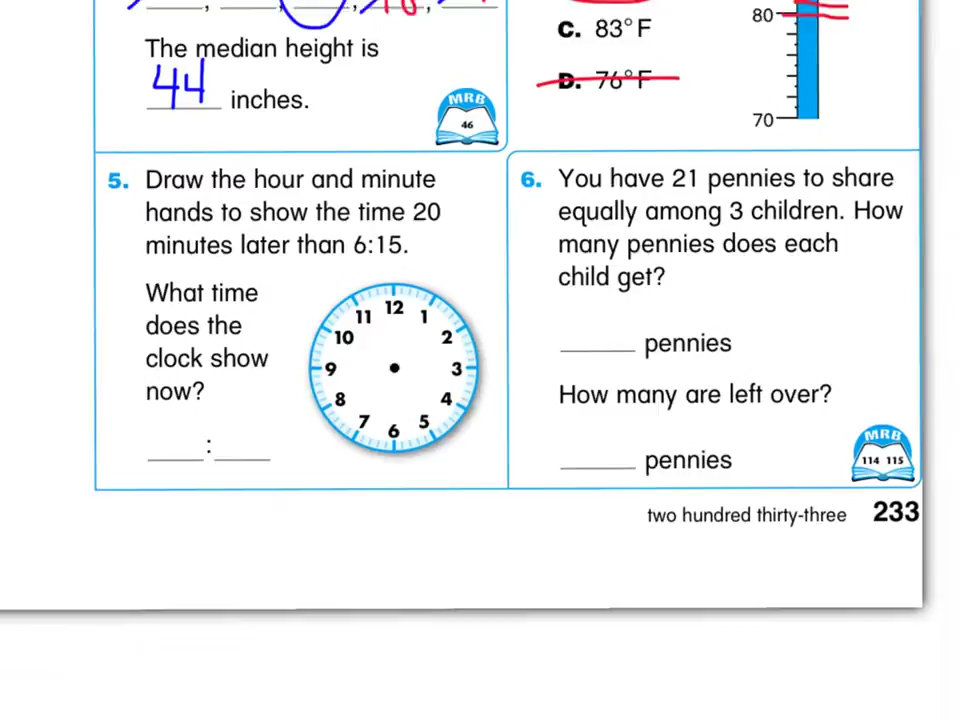 The median height is
44 inches.
MRB
46
C. 83°F
D. 76°F
80
70
5. Draw the hour and minute
hands to show the time 20
minutes later than 6:15.
What time
does the
clock show
now?
___:___
12
1
2
3
4
5
6
7
8
9
10
11
6. You have 21 pennies to share
equally among 3 children. How
many pennies does each
child get?
_____ pennies
How many are left over?
_____ pennies
MRB
114 115
two hundred thirty-three 233